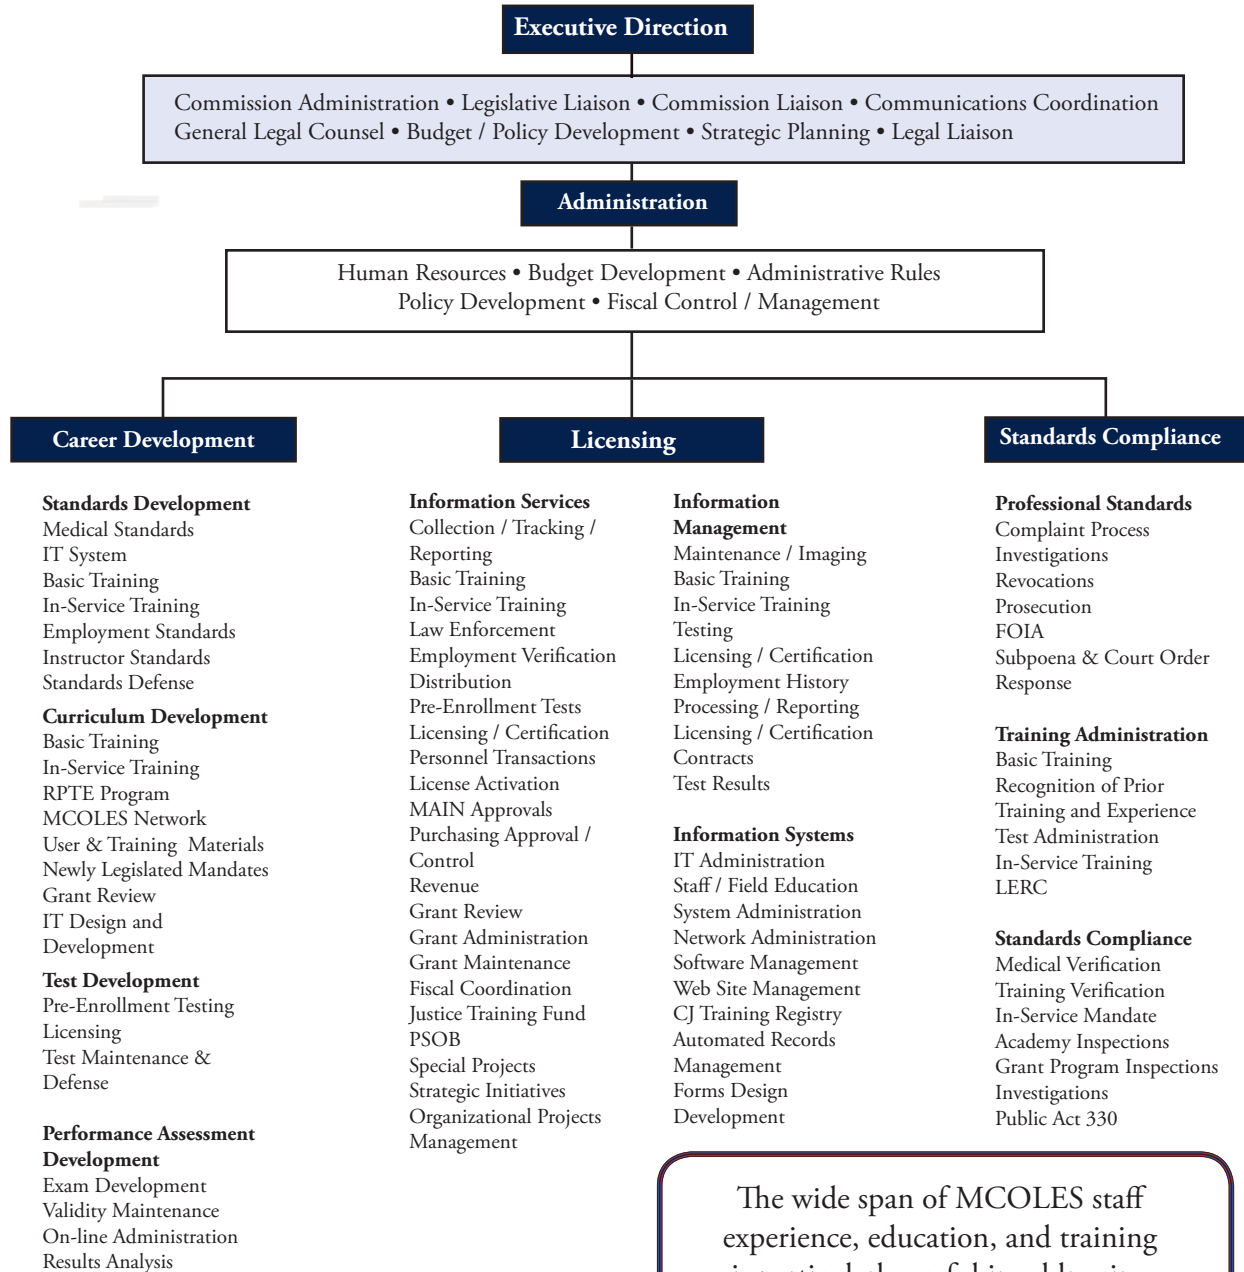 Executive Direction
Commission Administration • Legislative Liaison • Commission Liaison • Communications Coordination
General Legal Counsel • Budget / Policy Development • Strategic Planning • Legal Liaison
Administration
Human Resources • Budget Development • Administrative Rules
Policy Development • Fiscal Control / Management
Career Development
Standards Development
Medical Standards
IT System
Basic Training
In-Service Training
Employment Standards
Instructor Standards
Standards Defense
Curriculum Development
Basic Training
In-Service Training
RPTE Program
MCOLES Network
User & Training Materials
Newly Legislated Mandates
Grant Review
IT Design and
Development
Test Development
Pre-Enrollment Testing
Licensing
Test Maintenance &
Defense
Performance Assessment
Development
Exam Development
Validity Maintenance
On-line Administration
Results Analysis
Licensing
Information Services
Collection / Tracking /
Reporting
Basic Training
In-Service Training
Law Enforcement
Employment Verification
Distribution
Pre-Enrollment Tests
Licensing / Certification
Personnel Transactions
License Activation
MAIN Approvals
Purchasing Approval /
Control
Revenue
Grant Review
Grant Administration
Grant Maintenance
Fiscal Coordination
Justice Training Fund
PSOB
Special Projects
Strategic Initiatives
Organizational Projects
Management
Information
Management
Maintenance / Imaging
Basic Training
In-Service Training
Testing
Licensing / Certification
Employment History
Processing / Reporting
Licensing / Certification
Contracts
Test Results
Information Systems
IT Administration
Staff / Field Education
System Administration
Network Administration
Software Management
Web Site Management
CJ Training Registry
Automated Records
Management
Forms Design
Development
Standards Compliance
Professional Standards
Complaint Process
Investigations
Revocations
Prosecution
FOIA
Subpoena & Court Order
Response
Training Administration
Basic Training
Recognition of Prior
Training and Experience
Test Administration
In-Service Training
LERC
Standards Compliance
Medical Verification
Training Verification
In-Service Mandate
Academy Inspections
Grant Program Inspections
Investigations
Public Act 330
The wide span of MCOLES staff
experience, education, and training